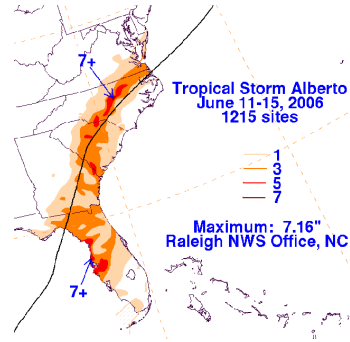 7+
Tropical Storm Alberto
June 11-15, 2006
1215 sites
1
3
5
7
Maximum: 7.16"
Raleigh NWS Office, NC
7+